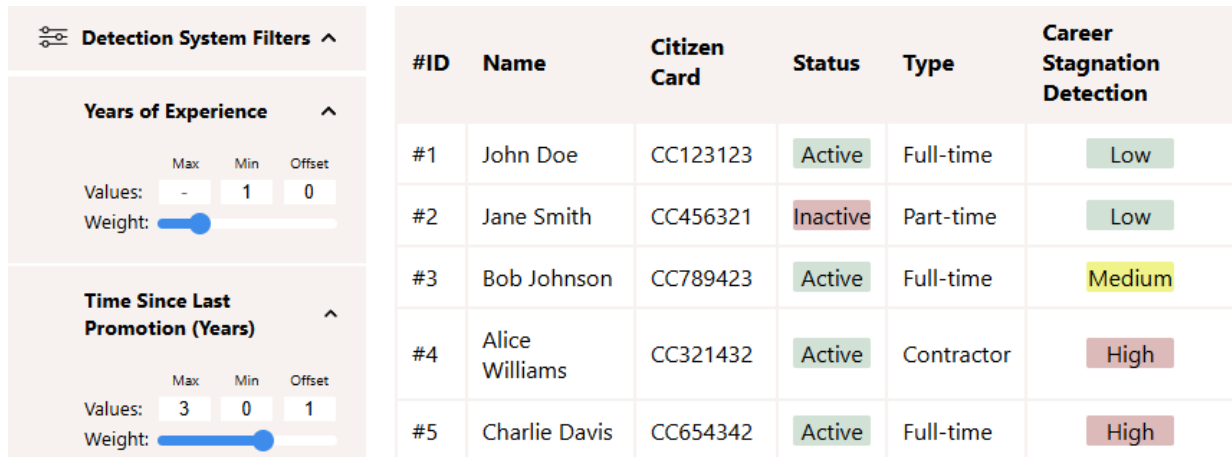 Detection System Filters
Years of Experience
Max Min Offset
Values: - 1 0
Weight:
Time Since Last
Promotion (Years)
Max Min Offset
Values: 3 0 1
Weight:
#ID Name Citizen Card Status Type Career Stagnation Detection
#1 John Doe CC123123 Active Full-time Low
#2 Jane Smith CC456321 Inactive Part-time Low
#3 Bob Johnson CC789423 Active Full-time Medium
#4 Alice Williams CC321432 Active Contractor High
#5 Charlie Davis CC654342 Active Full-time High